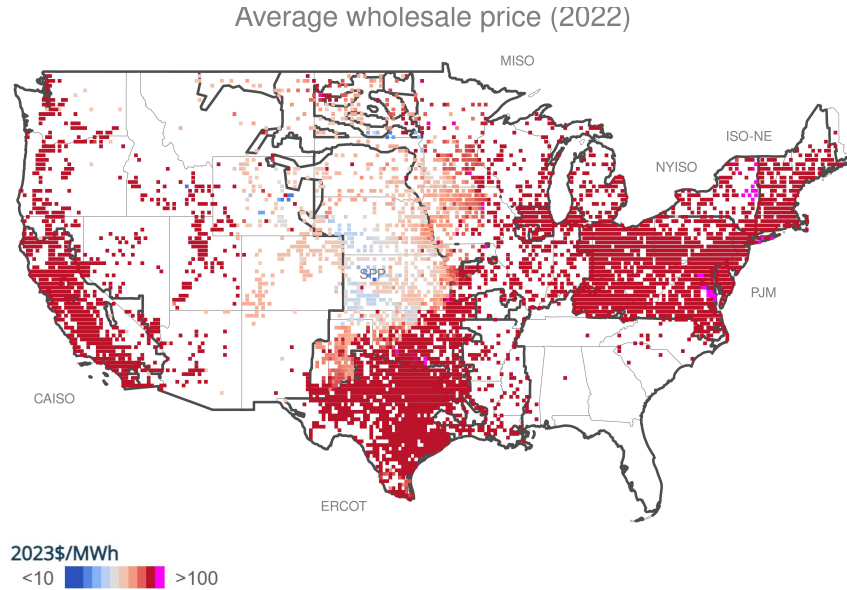 Average wholesale price (2022)
MISO
ISO-NE
NYISO
SPP
PJM
CAISO
ERCOT
2023$/MWh
<10 >100